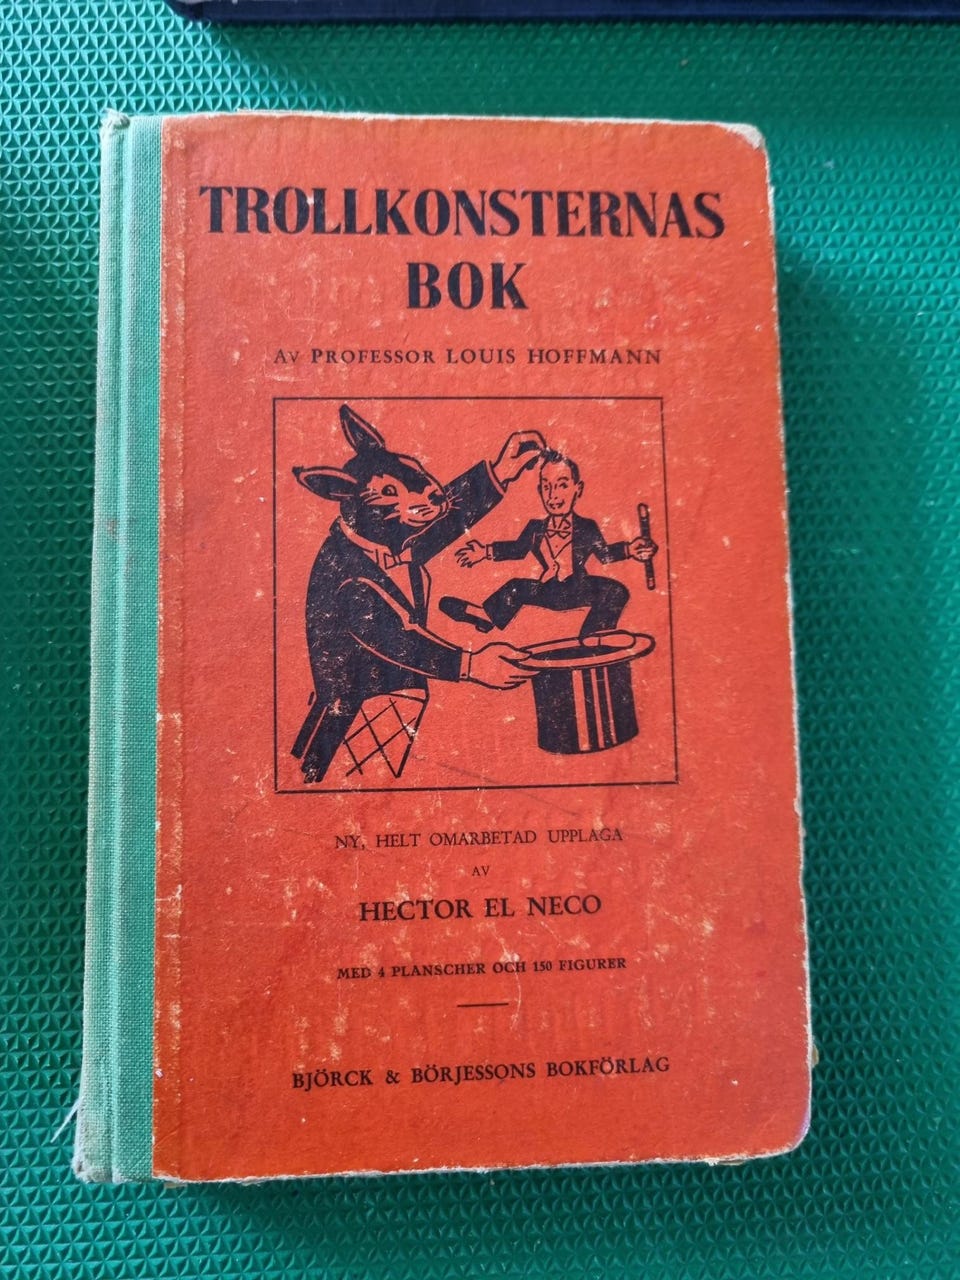 TROLLKONSTERNAS
BOK
AV PROFESSOR LOUIS HOFFMANN
NY, HELT OMARBETAD UPPLAGA
AV
HECTOR EL NECO
MED 4 PLANSCHER OCH 150 FIGURER
BJÖRCK & BÖRJESSONS BOKFÖRLAG